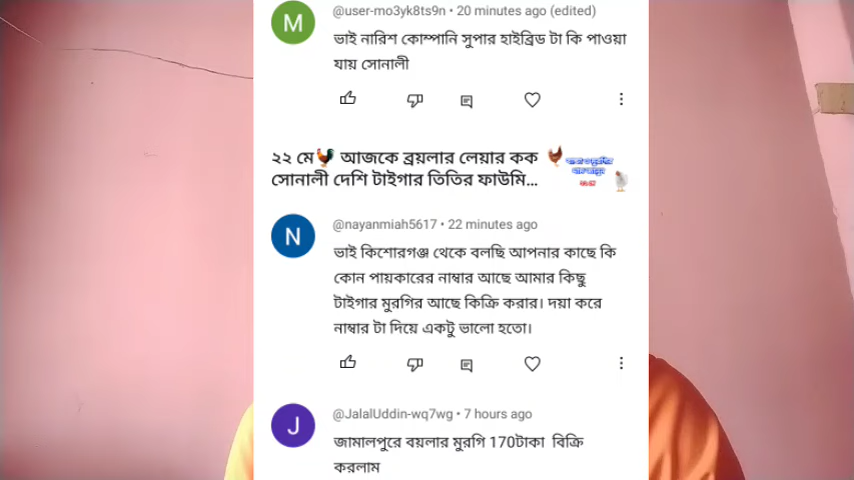 @user-mo3yk8ts9n • 20 minutes ago (edited)
ভাই নারিশ কোম্পানি সুপার হাইব্রিড টা কি পাওয়া
যায় সোনালী
২২ মে🐓 আজকে ব্রয়লার লেয়ার কক
সোনালী দেশি টাইগার তিতির ফাউমি...
@nayanmiah5617 • 22 minutes ago
ভাই কিশোরগঞ্জ থেকে বলছি আপনার কাছে কি
কোন পায়কারের নাম্বার আছে আমার কিছু
টাইগার মুরগির আছে কিক্রি করার। দয়া করে
নাম্বার টা দিয়ে একটু ভালো হতো।
@JalalUddin-wq7wg • 7 hours ago
জামালপুরে বয়লার মুরগি 170টাকা বিক্রি
করলাম
M
N
J